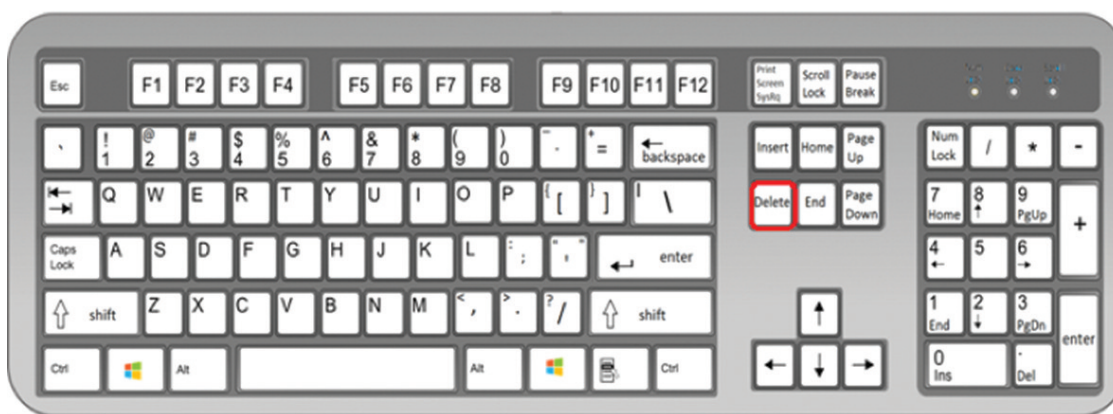 Esc F1 F2 F3 F4 F5 F6 F7 F8 F9 F10 F11 F12 Print Screen SysRq Scroll Lock Pause Break
` ! 1 @ 2 # 3 $ 4 % 5 ^ 6 & 7 * 8 ( 9 ) 0 - + = ← backspace Insert Home Page Up Num Lock / * -
Q W E R T Y U I O P { [ } ] | \ Delete End Page Down 7 Home 8 ↑ 9 PgUp +
Caps Lock A S D F G H J K L : ; " ' ↵ enter 4 ← 5 6 →
⇧ shift Z X C V B N M < , > . ? / ⇧ shift ↑ 1 End 2 ↓ 3 PgDn enter
Ctrl Alt Alt Ctrl ← ↓ → 0 Ins . Del